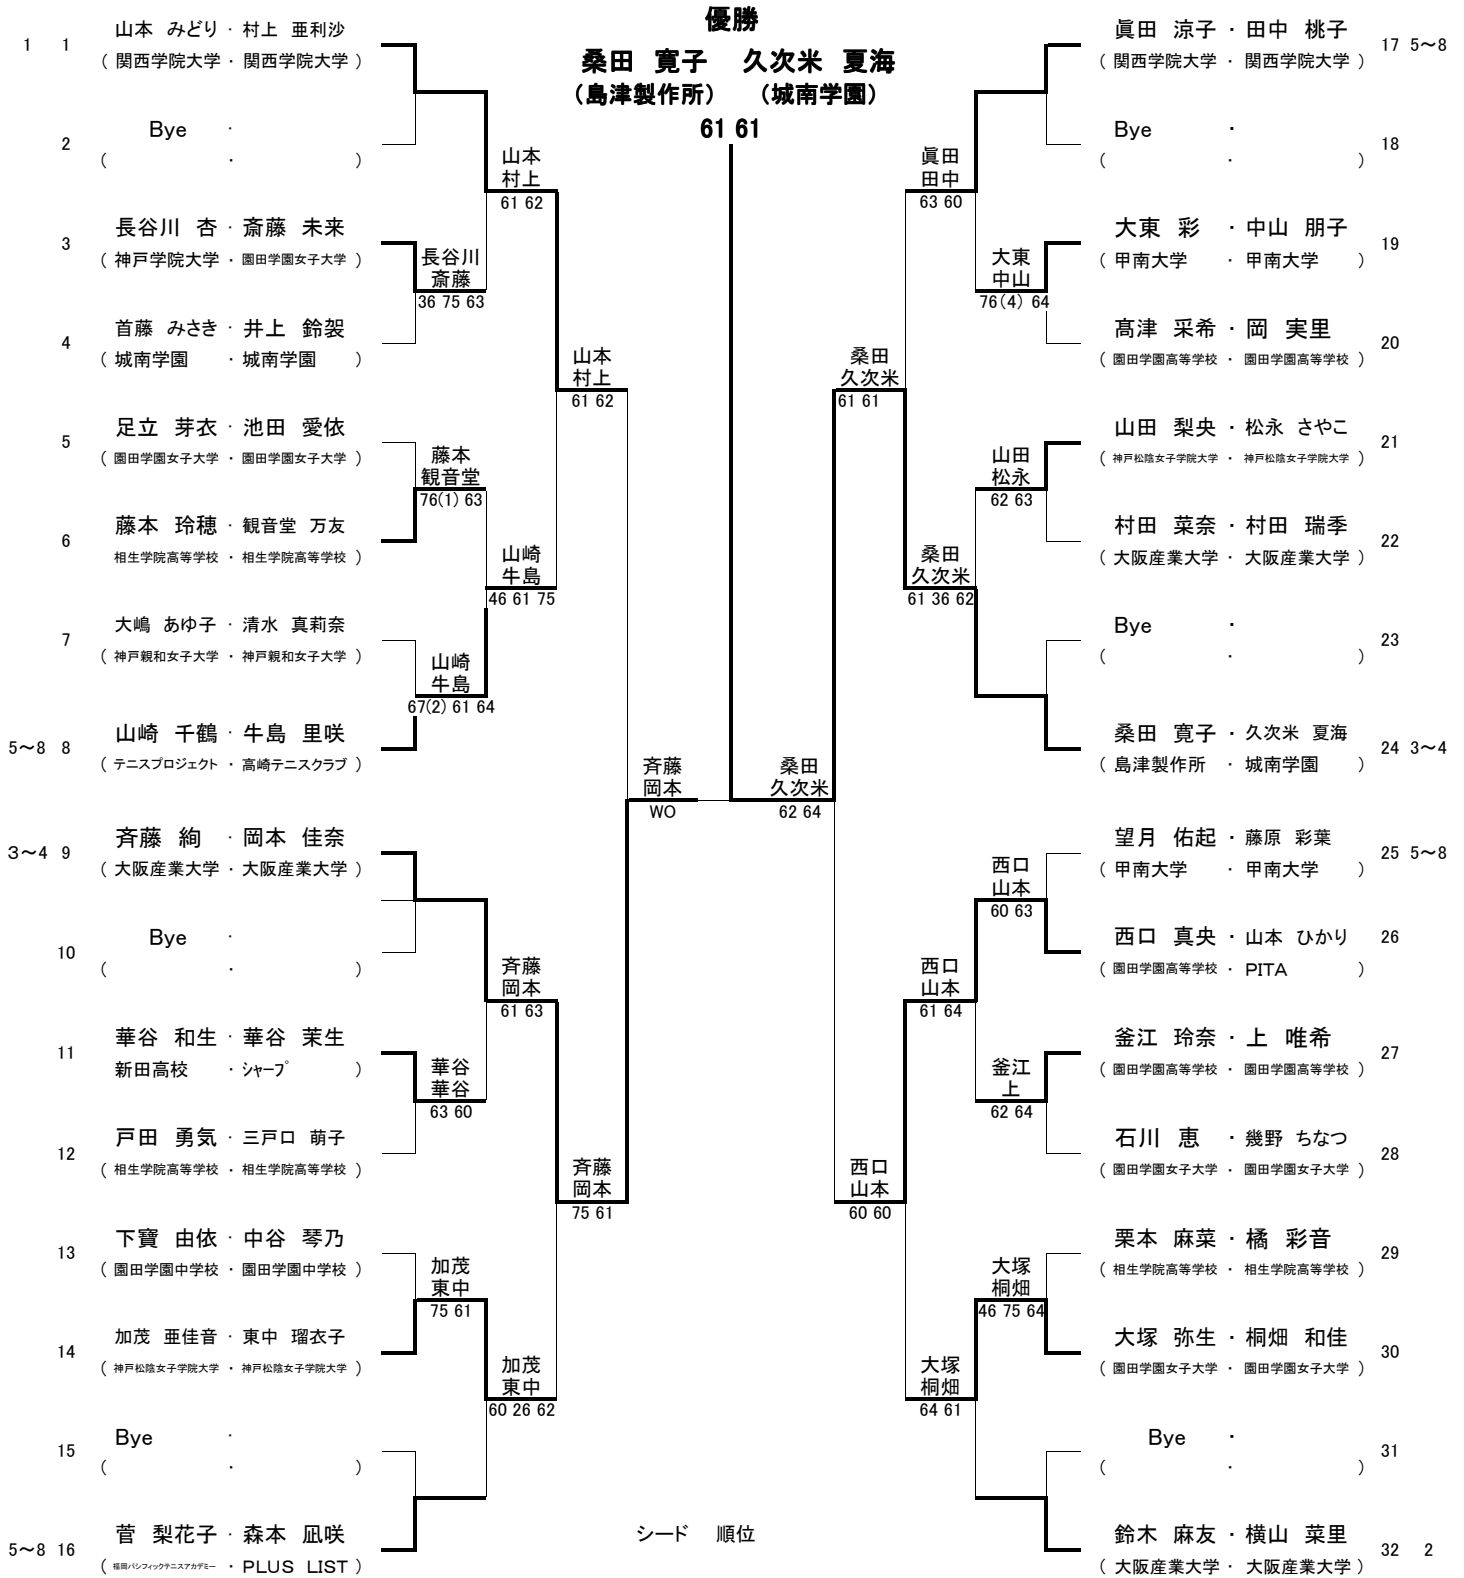 優勝
桑田 寛子 久次米 夏海
(島津製作所) (城南学園)
61 61
1 1 山本 みどり ・ 村上 亜利沙
( 関西学院大学 ・ 関西学院大学 )
2 Bye ・
( ・ )
3 長谷川 杏 ・ 斎藤 未来
( 神戸学院大学 ・ 園田学園女子大学 )
4 首藤 みさき ・ 井上 鈴袈
( 城南学園 ・ 城南学園 )
5 足立 芽衣 ・ 池田 愛依
( 園田学園女子大学 ・ 園田学園女子大学 )
6 藤本 玲穂 ・ 観音堂 万友
相生学院高等学校 ・ 相生学院高等学校 )
7 大嶋 あゆ子 ・ 清水 真莉奈
( 神戸親和女子大学 ・ 神戸親和女子大学 )
5～8 8 山崎 千鶴 ・ 牛島 里咲
( テニスプロジェクト ・ 高崎テニスクラブ )
3～4 9 斉藤 絢 ・ 岡本 佳奈
( 大阪産業大学 ・ 大阪産業大学 )
10 Bye ・
( ・ )
11 華谷 和生 ・ 華谷 茉生
新田高校 ・ シャープ )
12 戸田 勇気 ・ 三戸口 萌子
( 相生学院高等学校 ・ 相生学院高等学校 )
13 下寶 由依 ・ 中谷 琴乃
( 園田学園中学校 ・ 園田学園中学校 )
14 加茂 亜佳音 ・ 東中 瑠衣子
( 神戸松陰女子学院大学 ・ 神戸松陰女子学院大学 )
15 Bye ・
( ・ )
5～8 16 菅 梨花子 ・ 森本 凪咲
( 福岡パシフィックテニスアカデミー ・ PLUS LIST )
長谷川
斎藤
36 75 63
藤本
観音堂
76(1) 63
山崎
牛島
67(2) 61 64
華谷
華谷
63 60
加茂
東中
75 61
山本
村上
61 62
山崎
牛島
46 61 75
斉藤
岡本
61 63
加茂
東中
60 26 62
山本
村上
61 62
斉藤
岡本
75 61
斉藤
岡本
WO
桑田
久次米
62 64
桑田
久次米
61 61
西口
山本
60 60
眞田
田中
63 60
桑田
久次米
61 36 62
西口
山本
61 64
大塚
桐畑
64 61
大東
中山
76(4) 64
山田
松永
62 63
西口
山本
60 63
釜江
上
62 64
大塚
桐畑
46 75 64
眞田 涼子 ・ 田中 桃子 17 5～8
( 関西学院大学 ・ 関西学院大学 )
Bye ・ 18
( ・ )
大東 彩 ・ 中山 朋子 19
( 甲南大学 ・ 甲南大学 )
髙津 采希 ・ 岡 実里 20
( 園田学園高等学校 ・ 園田学園高等学校 )
山田 梨央 ・ 松永 さやこ 21
( 神戸松陰女子学院大学 ・ 神戸松陰女子学院大学 )
村田 菜奈 ・ 村田 瑞季 22
( 大阪産業大学 ・ 大阪産業大学 )
Bye ・ 23
( ・ )
桑田 寛子 ・ 久次米 夏海 24 3～4
( 島津製作所 ・ 城南学園 )
望月 佑起 ・ 藤原 彩葉 25 5～8
( 甲南大学 ・ 甲南大学 )
西口 真央 ・ 山本 ひかり 26
( 園田学園高等学校 ・ PITA )
釜江 玲奈 ・ 上 唯希 27
( 園田学園高等学校 ・ 園田学園高等学校 )
石川 恵 ・ 幾野 ちなつ 28
( 園田学園女子大学 ・ 園田学園女子大学 )
栗本 麻菜 ・ 橘 彩音 29
( 相生学院高等学校 ・ 相生学院高等学校 )
大塚 弥生 ・ 桐畑 和佳 30
( 園田学園女子大学 ・ 園田学園女子大学 )
Bye ・ 31
( ・ )
鈴木 麻友 ・ 横山 菜里 32 2
( 大阪産業大学 ・ 大阪産業大学 )
シード 順位